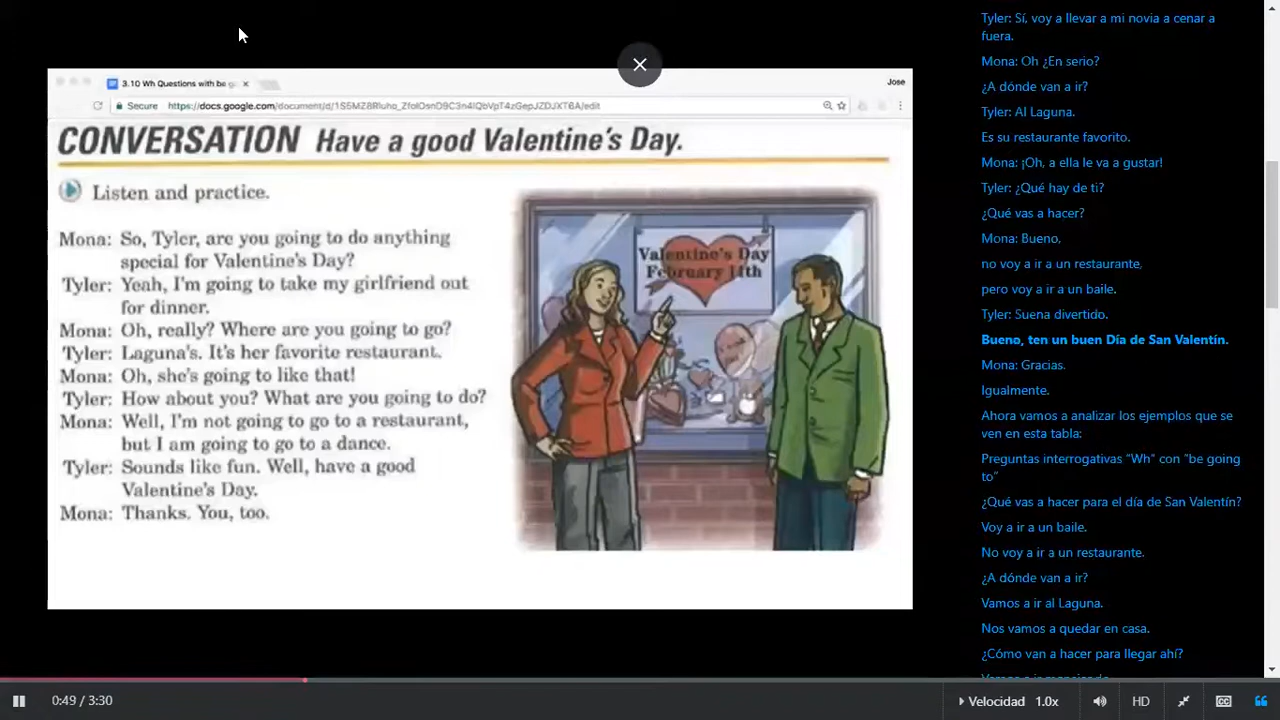 3.10 Wh Questions with be g
Jose
Secure
CONVERSATION Have a good Valentine's Day.
Listen and practice.
Mona: So, Tyler, are you going to do anything
special for Valentine's Day?
Tyler: Yeah, I'm going to take my girlfriend out
for dinner.
Mona: Oh, really? Where are you going to go?
Tyler: Laguna's. It's her favorite restaurant.
Mona: Oh, she's going to like that!
Tyler: How about you? What are you going to do?
Mona: Well, I'm not going to go to a restaurant,
but I am going to go to a dance.
Tyler: Sounds like fun. Well, have a good
Valentine's Day.
Mona: Thanks. You, too.
Valentine's Day
February 14th
Tyler: Sí, voy a llevar a mi novia a cenar a
fuera.
Mona: Oh ¿En serio?
¿A dónde van a ir?
Tyler: Al Laguna.
Es su restaurante favorito.
Mona: ¡Oh, a ella le va a gustar!
Tyler: ¿Qué hay de ti?
¿Qué vas a hacer?
Mona: Bueno,
no voy a ir a un restaurante,
pero voy a ir a un baile.
Tyler: Suena divertido.
Bueno, ten un buen Día de San Valentín.
Mona: Gracias.
Igualmente.
Ahora vamos a analizar los ejemplos que se
ven en esta tabla:
Preguntas interrogativas "Wh" con "be going
to"
¿Qué vas a hacer para el día de San Valentín?
Voy a ir a un baile.
No voy a ir a un restaurante.
¿A dónde van a ir?
Vamos a ir al Laguna.
Nos vamos a quedar en casa.
¿Cómo van a hacer para llegar ahí?
0:49 / 3:30
Velocidad 1.0x
HD
CC